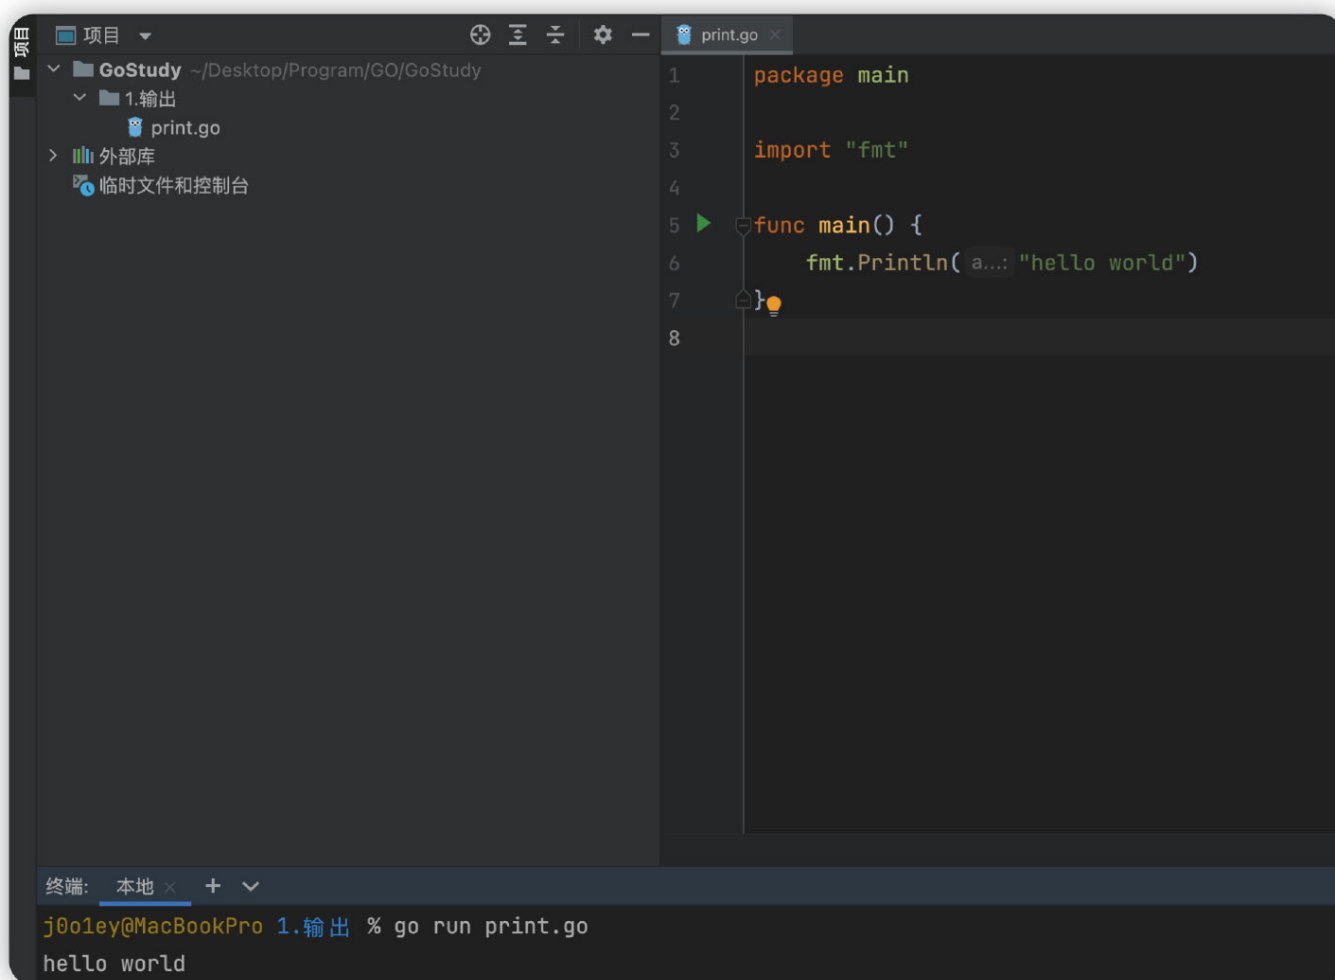 项目
项目
GoStudy ~/Desktop/Program/GO/GoStudy
1.输出
print.go
外部库
临时文件和控制台
print.go
1 package main
2
3 import "fmt"
4
5 func main() {
6 fmt.Println( a...: "hello world")
7 }
8
终端: 本地
j0o1ey@MacBookPro 1.输出 % go run print.go
hello world